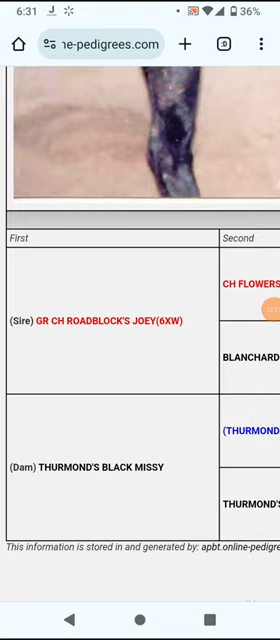 6:31
36%
ne-pedigrees.com
:D
First
Second
CH FLOWERS
(Sire) GR CH ROADBLOCK'S JOEY(6XW)
BLANCHARD
(THURMOND
(Dam) THURMOND'S BLACK MISSY
THURMOND'S
This information is stored in and generated by: apbt.online-pedigre